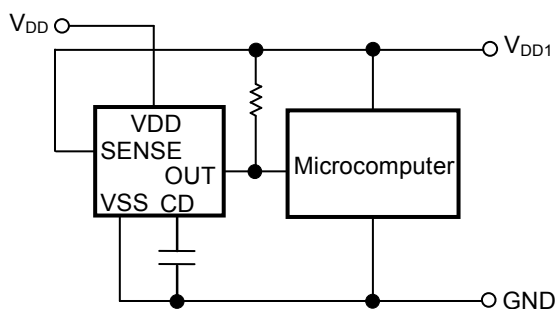 VDD
VDD1
VDD
SENSE
OUT
Microcomputer
VSS CD
GND